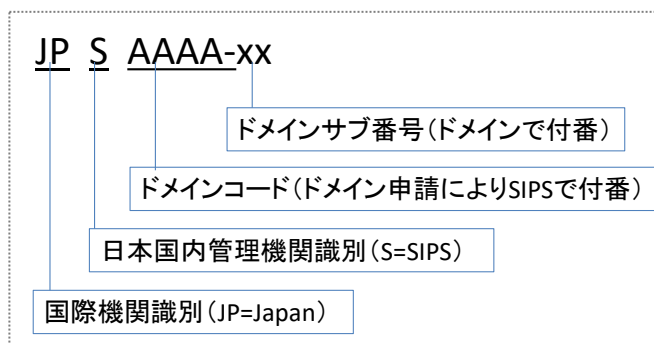 JP S AAAA-xx
ドメインサブ番号(ドメインで付番)
ドメインコード(ドメイン申請によりSIPSで付番)
日本国内管理機関識別(S=SIPS)
国際機関識別(JP=Japan)